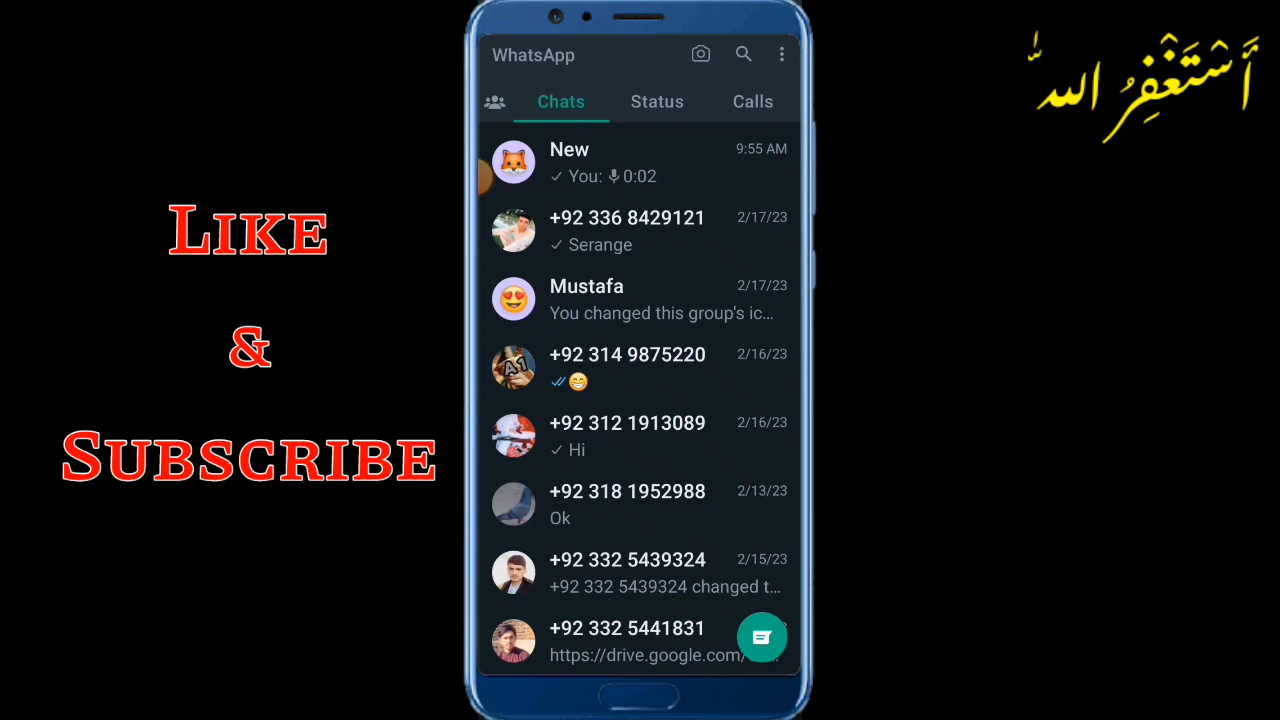 WhatsApp
Chats Status Calls
New 9:55 AM
You: 0:02
+92 336 8429121 2/17/23
Serange
Mustafa 2/17/23
You changed this group's ic...
+92 314 9875220 2/16/23
+92 312 1913089 2/16/23
Hi
+92 318 1952988 2/13/23
Ok
+92 332 5439324 2/15/23
+92 332 5439324 changed t...
+92 332 5441831
https://drive.google.com/
LIKE
&
SUBSCRIBE
أَسْتَغْفِرُ اللهَّ
A1